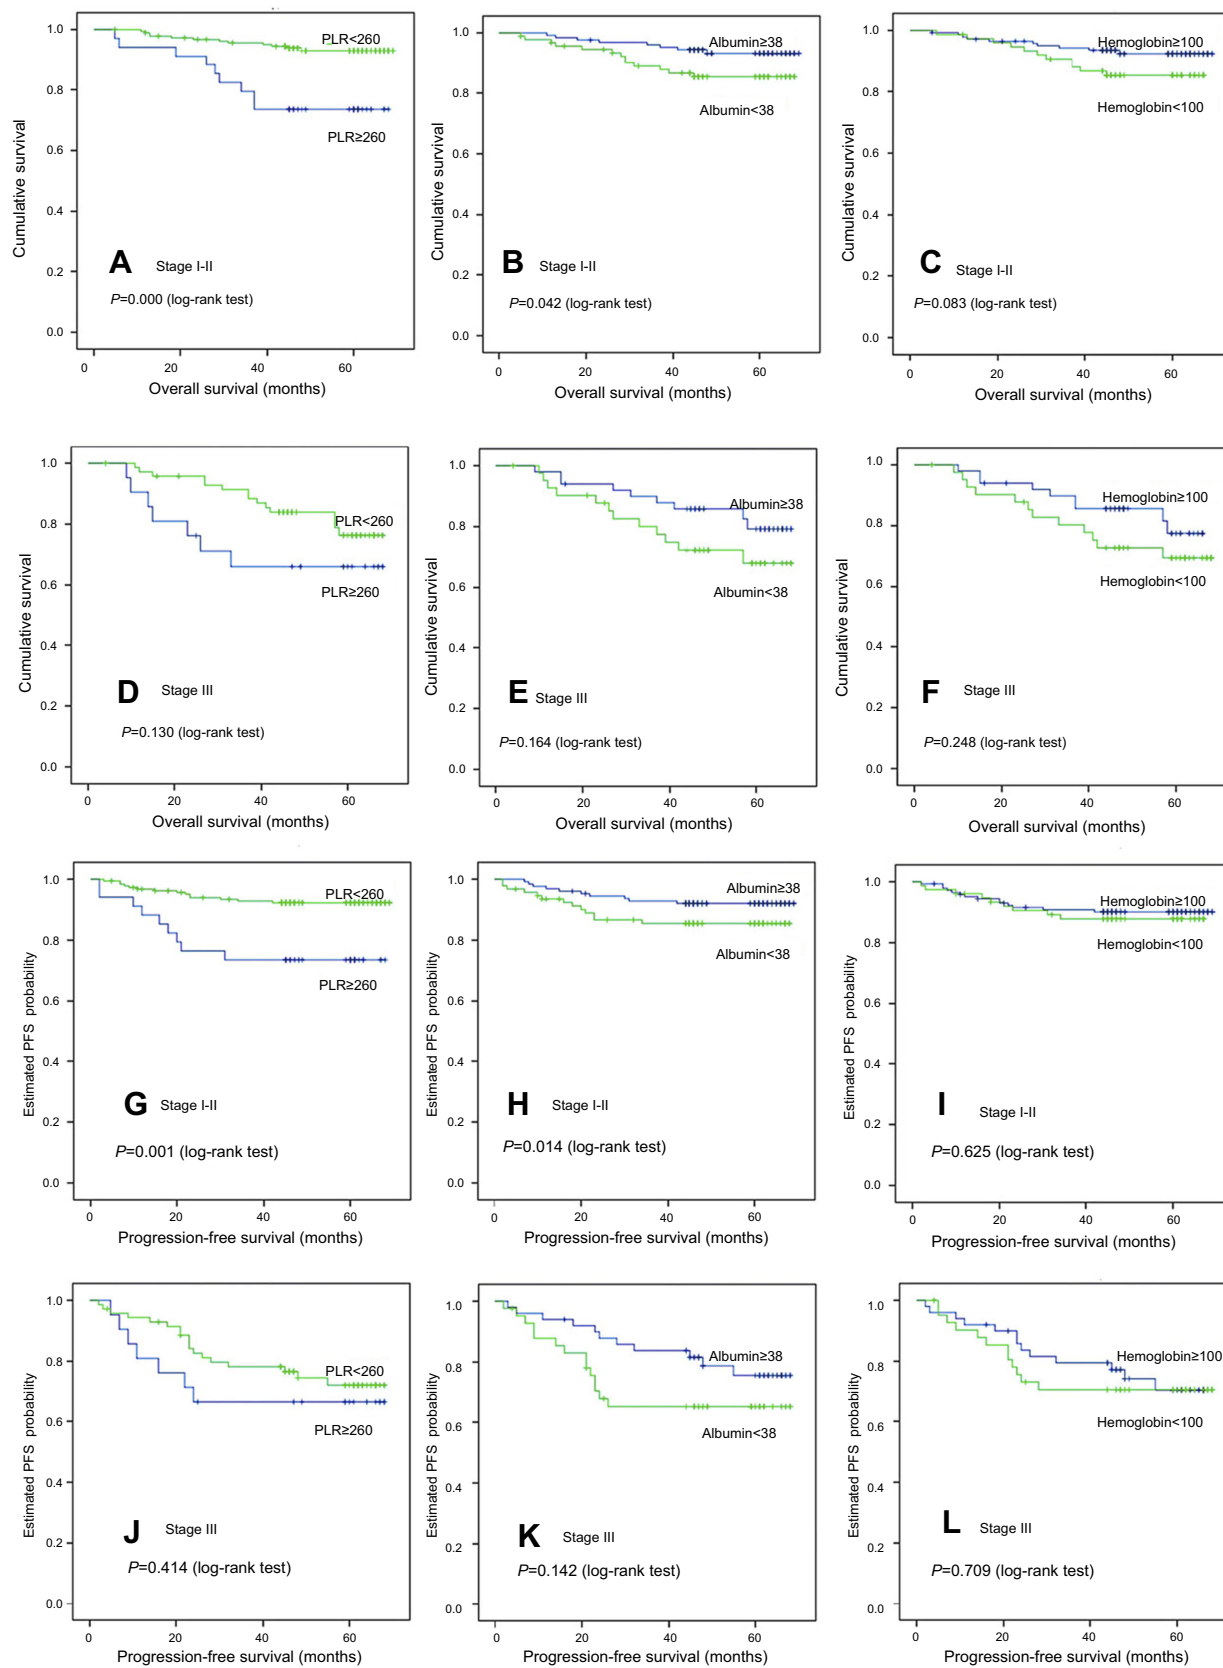 1.0
0.8
0.6
0.4
0.2
0.0
Cumulative survival
PLR<260
PLR≥260
A Stage I-II
P=0.000 (log-rank test)
0 20 40 60
Overall survival (months)
1.0
0.8
0.6
0.4
0.2
0.0
Cumulative survival
Albumin≥38
Albumin<38
B Stage I-II
P=0.042 (log-rank test)
0 20 40 60
Overall survival (months)
1.0
0.8
0.6
0.4
0.2
0.0
Cumulative survival
Hemoglobin≥100
Hemoglobin<100
C Stage I-II
P=0.083 (log-rank test)
0 20 40 60
Overall survival (months)
1.0
0.8
0.6
0.4
0.2
0.0
Cumulative survival
PLR<260
PLR≥260
D Stage III
P=0.130 (log-rank test)
0 20 40 60
Overall survival (months)
1.0
0.8
0.6
0.4
0.2
0.0
Cumulative survival
Albumin≥38
Albumin<38
E Stage III
P=0.164 (log-rank test)
0 20 40 60
Overall survival (months)
1.0
0.8
0.6
0.4
0.2
0.0
Cumulative survival
Hemoglobin≥100
Hemoglobin<100
F Stage III
P=0.248 (log-rank test)
0 20 40 60
Overall survival (months)
1.0
0.8
0.6
0.4
0.2
0.0
Estimated PFS probability
PLR<260
PLR≥260
G Stage I-II
P=0.001 (log-rank test)
0 20 40 60
Progression-free survival (months)
1.0
0.8
0.6
0.4
0.2
0.0
Estimated PFS probability
Albumin≥38
Albumin<38
H Stage I-II
P=0.014 (log-rank test)
0 20 40 60
Progression-free survival (months)
1.0
0.8
0.6
0.4
0.2
0.0
Estimated PFS probability
Hemoglobin≥100
Hemoglobin<100
I Stage I-II
P=0.625 (log-rank test)
0 20 40 60
Progression-free survival (months)
1.0
0.8
0.6
0.4
0.2
0.0
Estimated PFS probability
PLR<260
PLR≥260
J Stage III
P=0.414 (log-rank test)
0 20 40 60
Progression-free survival (months)
1.0
0.8
0.6
0.4
0.2
0.0
Estimated PFS probability
Albumin≥38
Albumin<38
K Stage III
P=0.142 (log-rank test)
0 20 40 60
Progression-free survival (months)
1.0
0.8
0.6
0.4
0.2
0.0
Estimated PFS probability
Hemoglobin≥100
Hemoglobin<100
L Stage III
P=0.709 (log-rank test)
0 20 40 60
Progression-free survival (months)